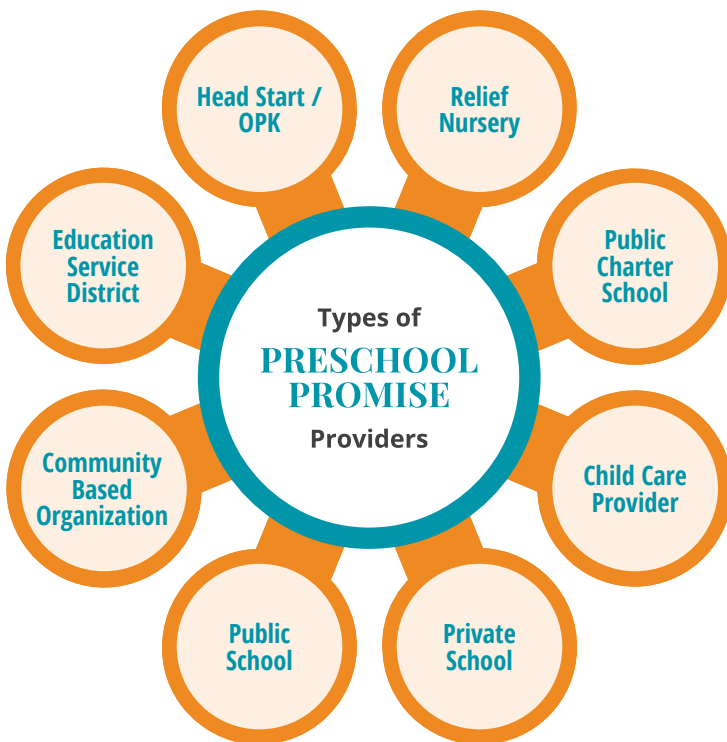 Types of
PRESCHOOL
PROMISE
Providers
Head Start /
OPK
Relief
Nursery
Public
Charter
School
Child Care
Provider
Private
School
Public
School
Community
Based
Organization
Education
Service
District